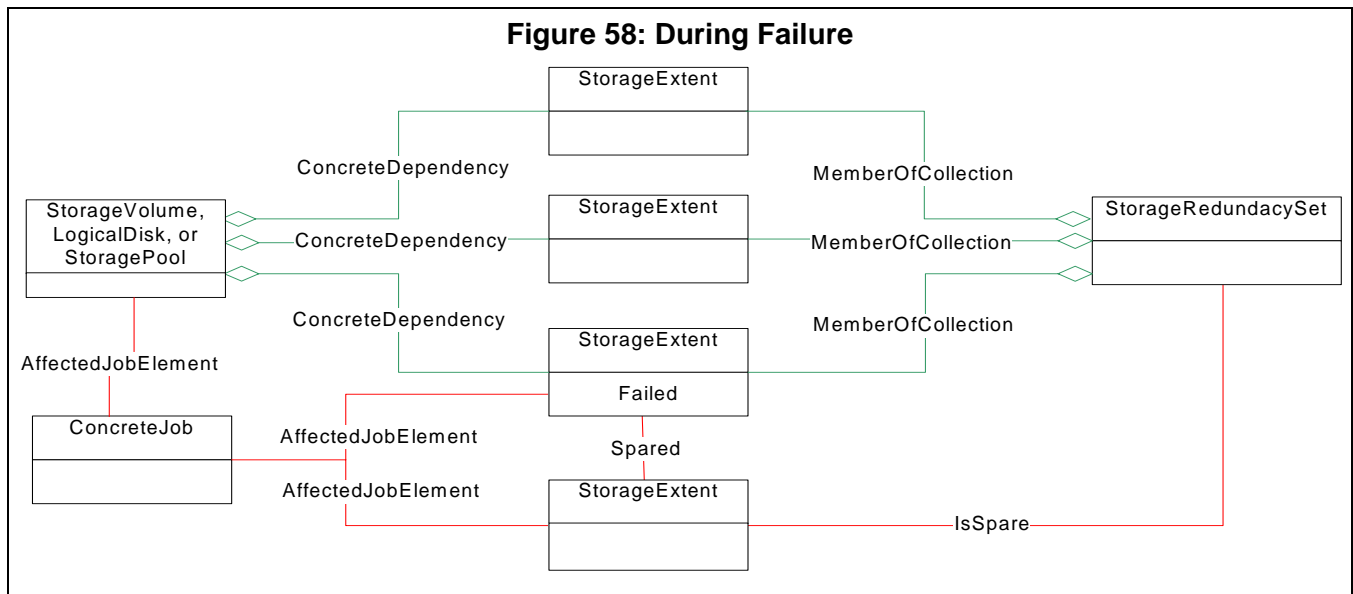 Figure 58: During Failure
StorageExtent
ConcreteDependency
MemberOfCollection
StorageVolume,
LogicalDisk, or
StoragePool
StorageExtent
StorageRedundacySet
ConcreteDependency
MemberOfCollection
ConcreteDependency
MemberOfCollection
StorageExtent
Failed
AffectedJobElement
ConcreteJob
AffectedJobElement
Spared
AffectedJobElement
StorageExtent
IsSpare